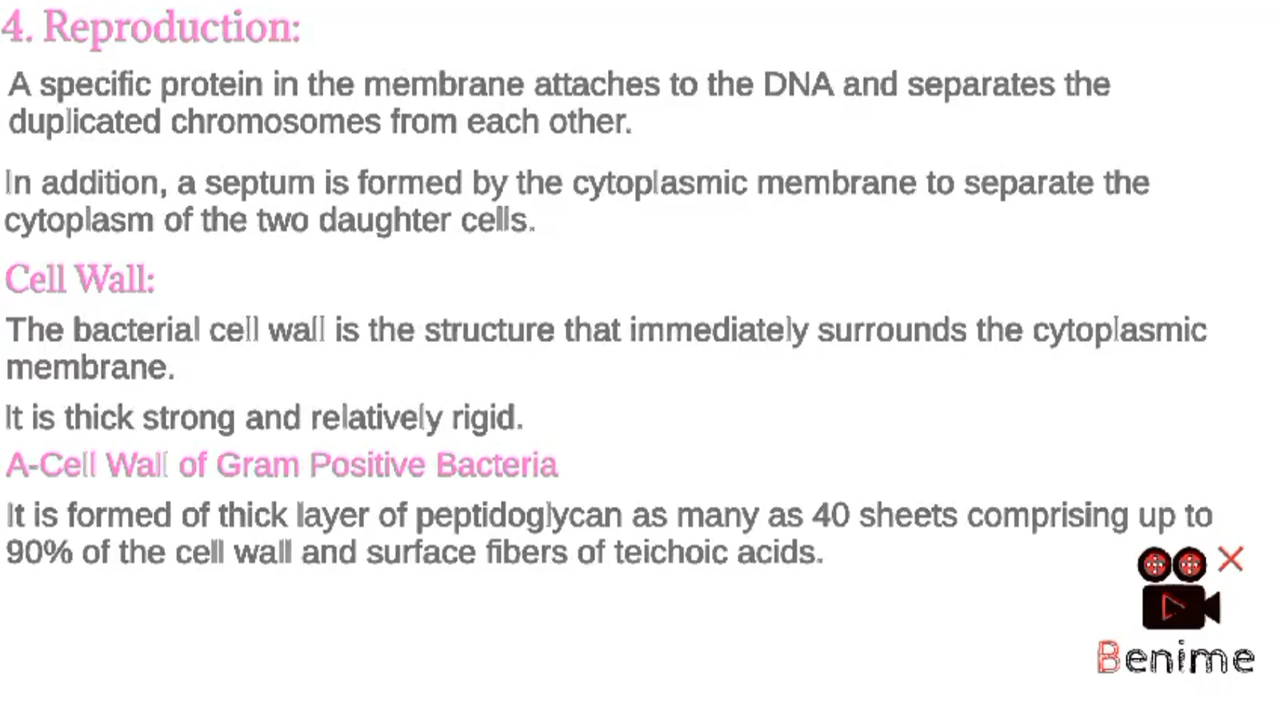 4. Reproduction:
A specific protein in the membrane attaches to the DNA and separates the
duplicated chromosomes from each other.
In addition, a septum is formed by the cytoplasmic membrane to separate the
cytoplasm of the two daughter cells.
Cell Wall:
The bacterial cell wall is the structure that immediately surrounds the cytoplasmic
membrane.
It is thick strong and relatively rigid.
A-Cell Wall of Gram Positive Bacteria
It is formed of thick layer of peptidoglycan as many as 40 sheets comprising up to
90% of the cell wall and surface fibers of teichoic acids.
Benime